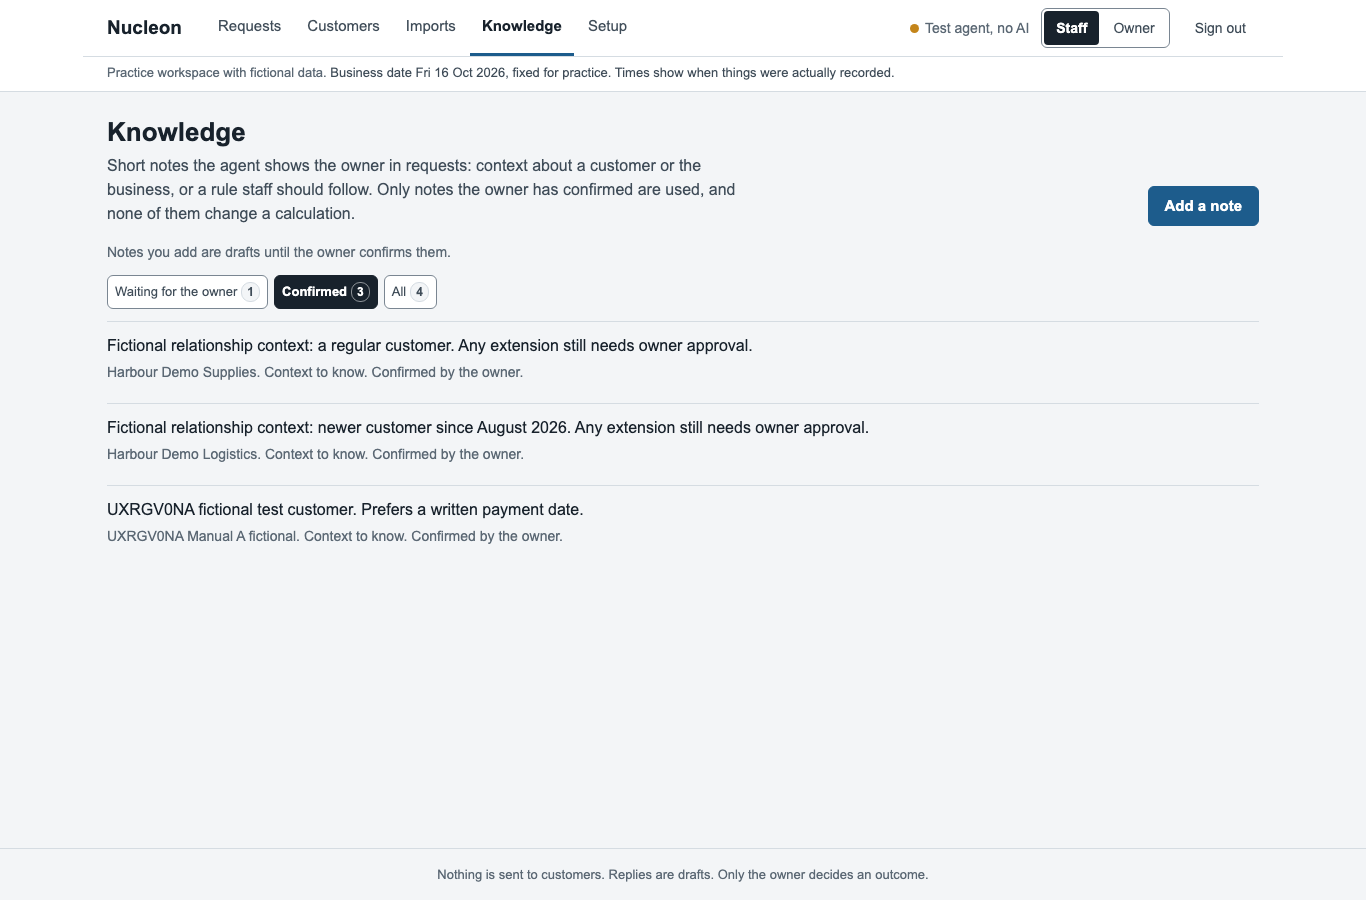 Nucleon
Requests
Customers
Imports
Knowledge
Setup
Test agent, no AI
Staff
Owner
Sign out
Practice workspace with fictional data. Business date Fri 16 Oct 2026, fixed for practice. Times show when things were actually recorded.
Knowledge
Short notes the agent shows the owner in requests: context about a customer or the
business, or a rule staff should follow. Only notes the owner has confirmed are used, and
none of them change a calculation.
Add a note
Notes you add are drafts until the owner confirms them.
Waiting for the owner 1
Confirmed 3
All 4
Fictional relationship context: a regular customer. Any extension still needs owner approval.
Harbour Demo Supplies. Context to know. Confirmed by the owner.
Fictional relationship context: newer customer since August 2026. Any extension still needs owner approval.
Harbour Demo Logistics. Context to know. Confirmed by the owner.
UXRGV0NA fictional test customer. Prefers a written payment date.
UXRGV0NA Manual A fictional. Context to know. Confirmed by the owner.
Nothing is sent to customers. Replies are drafts. Only the owner decides an outcome.